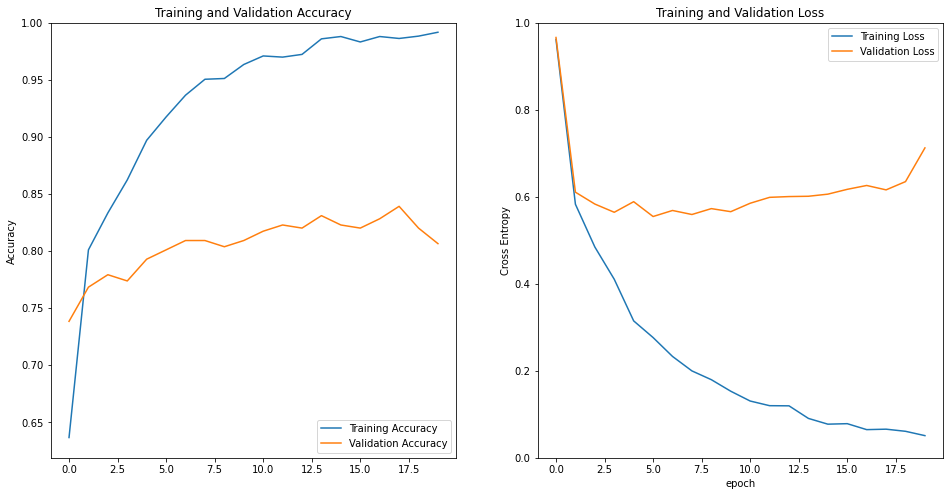 Training and Validation Accuracy
1.00
0.95
0.90
0.85
0.80
0.75
0.70
0.65
Accuracy
0.0 2.5 5.0 7.5 10.0 12.5 15.0 17.5
Training Accuracy
Validation Accuracy
Training and Validation Loss
1.0
0.8
0.6
0.4
0.2
0.0
Cross Entropy
0.0 2.5 5.0 7.5 10.0 12.5 15.0 17.5
epoch
Training Loss
Validation Loss